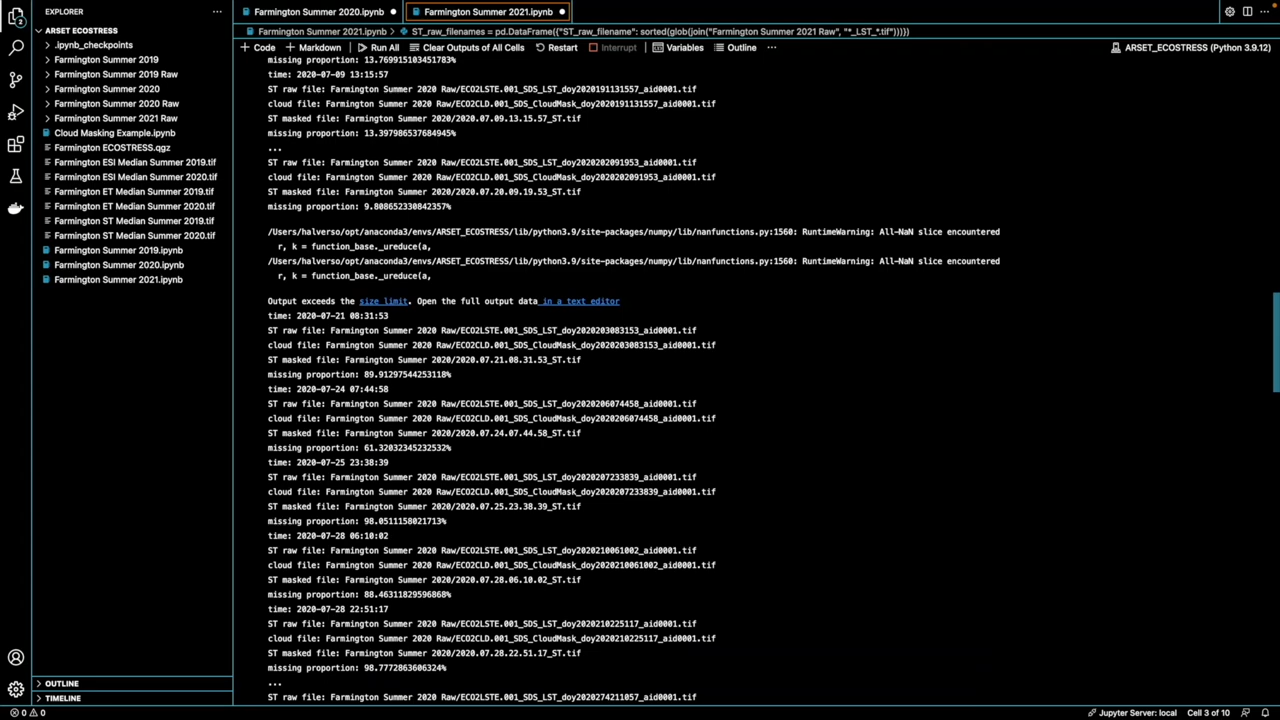 EXPLORER
ARSET ECOSTRESS
.ipynb_checkpoints
Farmington Summer 2019
Farmington Summer 2019 Raw
Farmington Summer 2020
Farmington Summer 2020 Raw
Farmington Summer 2021 Raw
Cloud Masking Example.ipynb
Farmington ECOSTRESS.qgz
Farmington ESI Median Summer 2019.tif
Farmington ESI Median Summer 2020.tif
Farmington ET Median Summer 2019.tif
Farmington ET Median Summer 2020.tif
Farmington ST Median Summer 2019.tif
Farmington ST Median Summer 2020.tif
Farmington Summer 2019.ipynb
Farmington Summer 2020.ipynb
Farmington Summer 2021.ipynb
OUTLINE
TIMELINE
Farmington Summer 2020.ipynb
Farmington Summer 2021.ipynb
Farmington Summer 2021.ipynb > ST_raw_filenames = pd.DataFrame({"ST_raw_filename": sorted(glob(join("Farmington Summer 2021 Raw", "*_LST_*.tif")))})
+ Code + Markdown Run All Clear Outputs of All Cells Restart Interrupt Variables Outline ... ARSET_ECOSTRESS (Python 3.9.12)
missing proportion: 13.769915103451783%
time: 2020-07-09 13:15:57
ST raw file: Farmington Summer 2020 Raw/ECO2LSTE.001_SDS_LST_doy2020191131557_aid0001.tif
cloud file: Farmington Summer 2020 Raw/ECO2CLD.001_SDS_CloudMask_doy2020191131557_aid0001.tif
ST masked file: Farmington Summer 2020/2020.07.09.13.15.57_ST.tif
missing proportion: 13.397986537684945%
...
ST raw file: Farmington Summer 2020 Raw/ECO2LSTE.001_SDS_LST_doy2020202091953_aid0001.tif
cloud file: Farmington Summer 2020 Raw/ECO2CLD.001_SDS_CloudMask_doy2020202091953_aid0001.tif
ST masked file: Farmington Summer 2020/2020.07.20.09.19.53_ST.tif
missing proportion: 9.808652330842357%
/Users/halverso/opt/anaconda3/envs/ARSET_ECOSTRESS/lib/python3.9/site-packages/numpy/lib/nanfunctions.py:1560: RuntimeWarning: All-NaN slice encountered
r, k = function_base._ureduce(a,
/Users/halverso/opt/anaconda3/envs/ARSET_ECOSTRESS/lib/python3.9/site-packages/numpy/lib/nanfunctions.py:1560: RuntimeWarning: All-NaN slice encountered
r, k = function_base._ureduce(a,
Output exceeds the size limit. Open the full output data in a text editor
time: 2020-07-21 08:31:53
ST raw file: Farmington Summer 2020 Raw/ECO2LSTE.001_SDS_LST_doy2020203083153_aid0001.tif
cloud file: Farmington Summer 2020 Raw/ECO2CLD.001_SDS_CloudMask_doy2020203083153_aid0001.tif
ST masked file: Farmington Summer 2020/2020.07.21.08.31.53_ST.tif
missing proportion: 89.91297544253118%
time: 2020-07-24 07:44:58
ST raw file: Farmington Summer 2020 Raw/ECO2LSTE.001_SDS_LST_doy2020206074458_aid0001.tif
cloud file: Farmington Summer 2020 Raw/ECO2CLD.001_SDS_CloudMask_doy2020206074458_aid0001.tif
ST masked file: Farmington Summer 2020/2020.07.24.07.44.58_ST.tif
missing proportion: 61.32032345232532%
time: 2020-07-25 23:38:39
ST raw file: Farmington Summer 2020 Raw/ECO2LSTE.001_SDS_LST_doy2020207233839_aid0001.tif
cloud file: Farmington Summer 2020 Raw/ECO2CLD.001_SDS_CloudMask_doy2020207233839_aid0001.tif
ST masked file: Farmington Summer 2020/2020.07.25.23.38.39_ST.tif
missing proportion: 98.0511158021713%
time: 2020-07-28 06:10:02
ST raw file: Farmington Summer 2020 Raw/ECO2LSTE.001_SDS_LST_doy2020210061002_aid0001.tif
cloud file: Farmington Summer 2020 Raw/ECO2CLD.001_SDS_CloudMask_doy2020210061002_aid0001.tif
ST masked file: Farmington Summer 2020/2020.07.28.06.10.02_ST.tif
missing proportion: 88.46311829596868%
time: 2020-07-28 22:51:17
ST raw file: Farmington Summer 2020 Raw/ECO2LSTE.001_SDS_LST_doy2020210225117_aid0001.tif
cloud file: Farmington Summer 2020 Raw/ECO2CLD.001_SDS_CloudMask_doy2020210225117_aid0001.tif
ST masked file: Farmington Summer 2020/2020.07.28.22.51.17_ST.tif
missing proportion: 98.7772863606324%
...
ST raw file: Farmington Summer 2020 Raw/ECO2LSTE.001_SDS_LST_doy2020274211057_aid0001.tif
0 0 Jupyter Server: local Cell 3 of 10